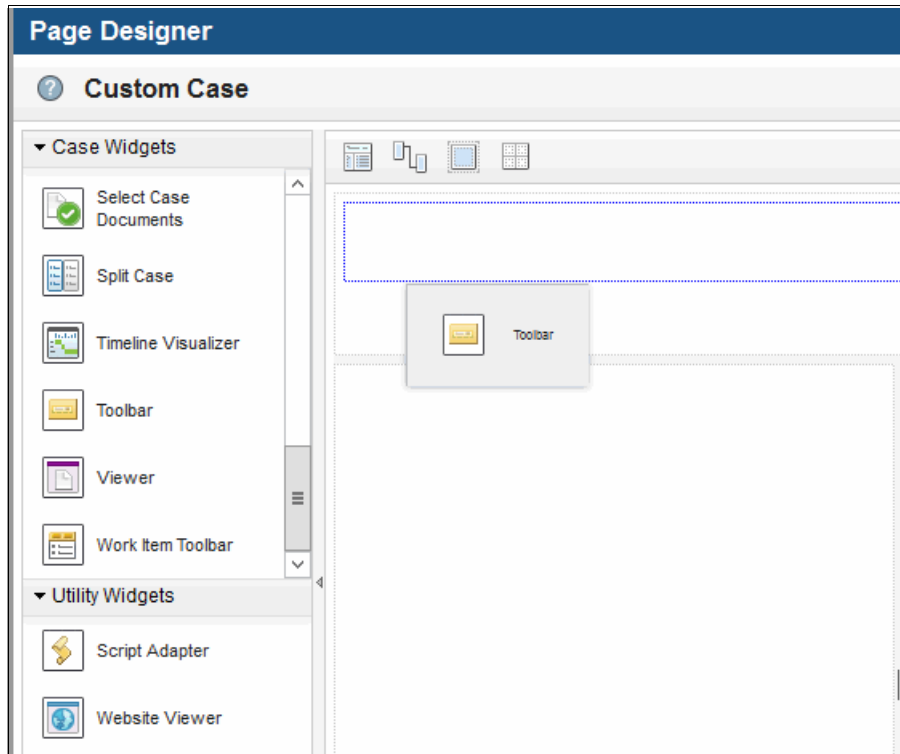 Page Designer
? Custom Case
Case Widgets
Select Case
Documents
Split Case
Timeline Visualizer
Toolbar
Viewer
Work Item Toolbar
Utility Widgets
Script Adapter
Website Viewer
Toolbar